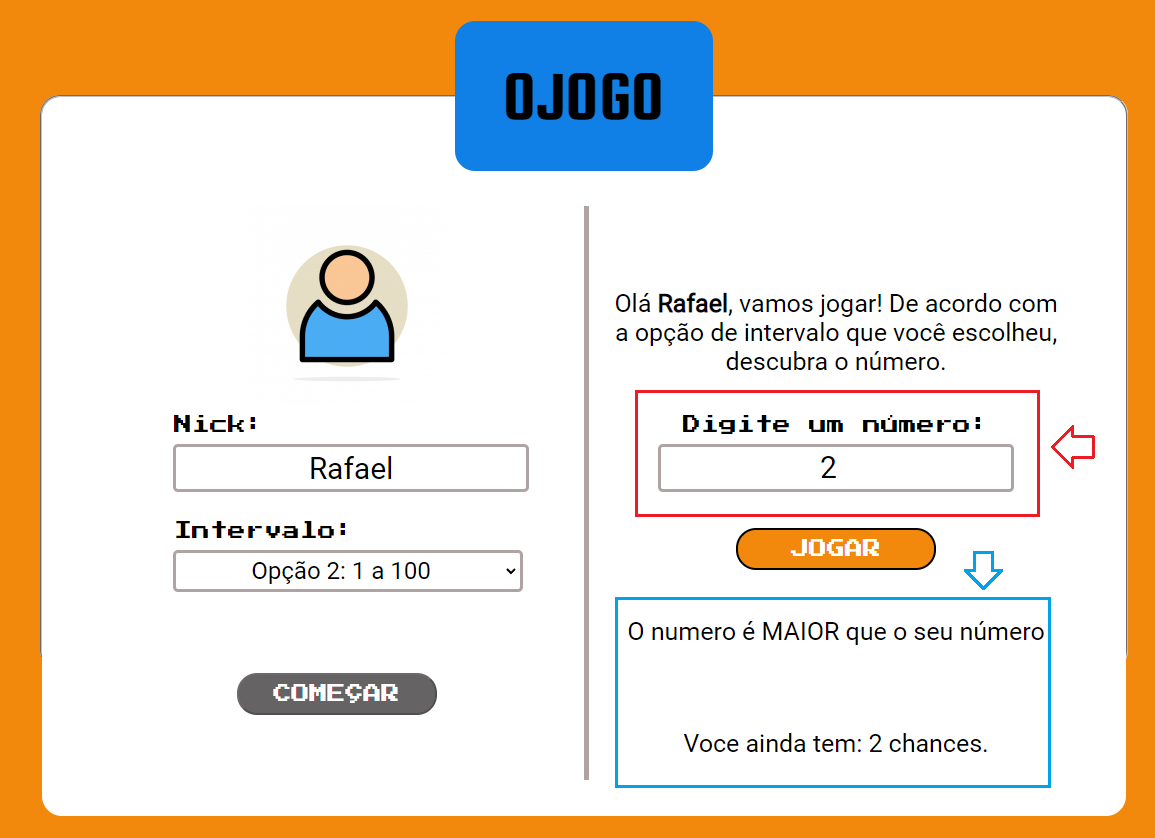 OJOGO
Nick:
Rafael
Intervalo:
Opção 2: 1 a 100
COMEÇAR
Olá Rafael, vamos jogar! De acordo com
a opção de intervalo que você escolheu,
descubra o número.
Digite um número:
2
JOGAR
O numero é MAIOR que o seu número
Voce ainda tem: 2 chances.